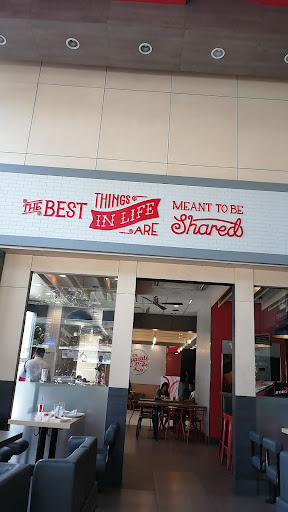 THE BEST THINGS IN LIFE ARE MEANT TO BE Shared